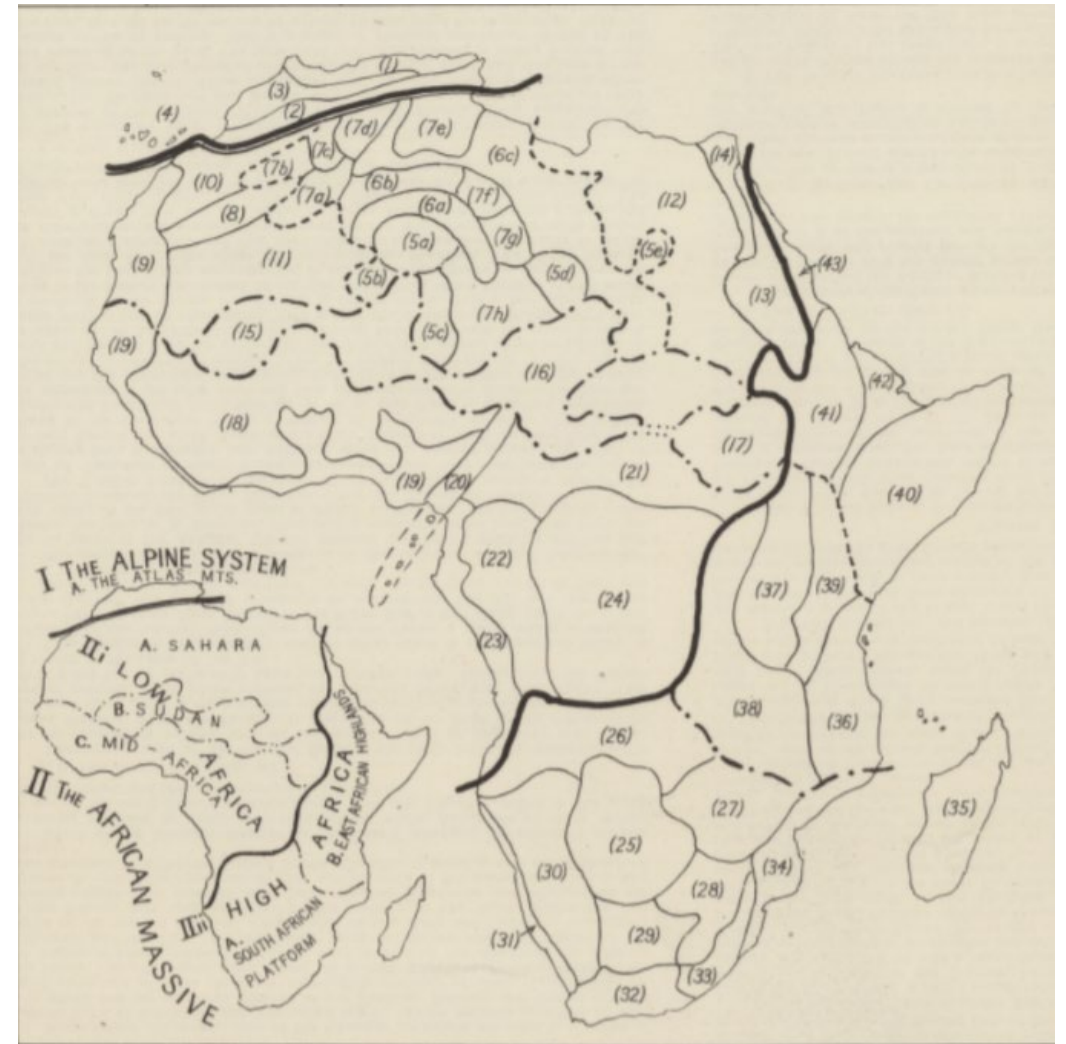 (1)
(3)
(2)
(4)
(7d)
(7e)
(7c)
(6c)
(14)
(7b)
(10)
(6b)
(7a)
(7f)
(12)
(8)
(6a)
(5a)
(7g)
(5e)
(9)
(11)
(5b)
(5d)
(43)
(13)
(7h)
(15)
(5c)
(19)
(16)
(42)
(41)
(18)
(17)
(21)
(19)
(20)
(40)
(22)
(24)
(37)
(39)
(23)
(38)
(36)
(26)
(27)
(35)
(25)
(30)
(34)
(28)
(29)
(31)
(33)
(32)
I THE ALPINE SYSTEM
A. THE ATLAS MTS.
A. SAHARA
IIi LOW AFRICA
B. SUDAN
C. MID-AFRICA
II THE AFRICAN MASSIVE
IIii HIGH AFRICA
B. EAST AFRICAN HIGHLANDS
A.
SOUTH AFRICAN
PLATFORM